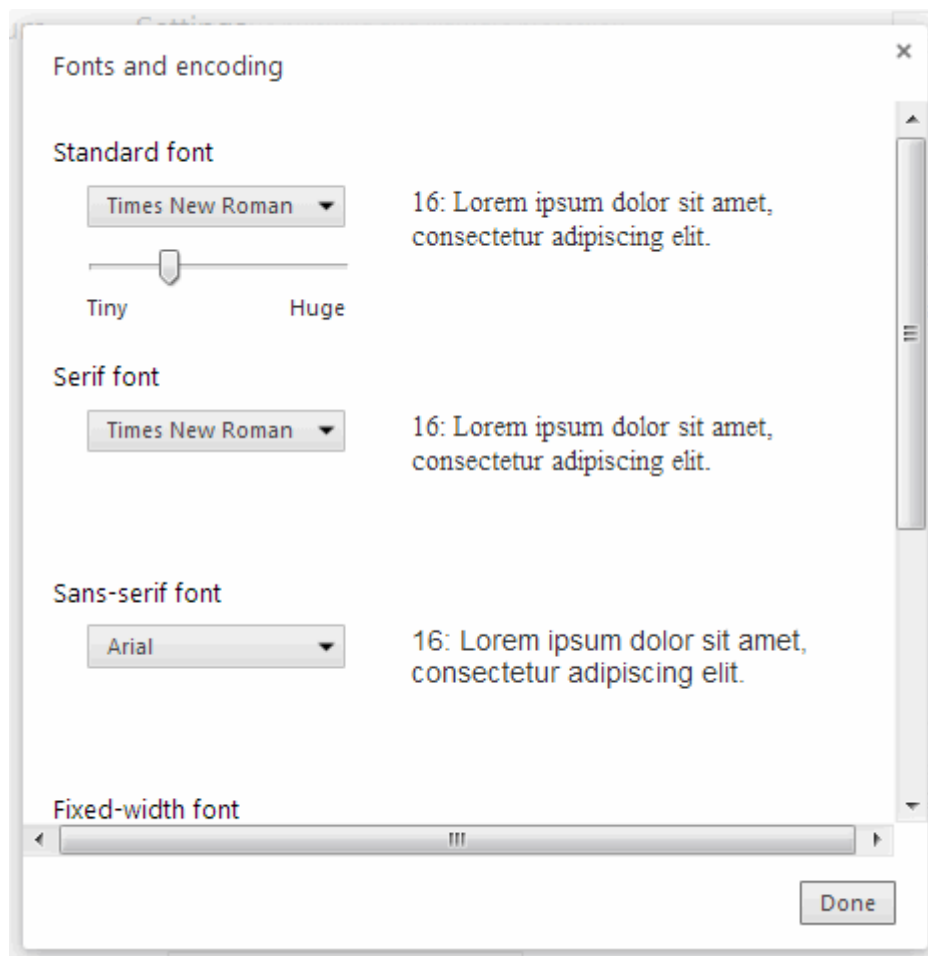 Settings
Fonts and encoding
Standard font
Times New Roman
16: Lorem ipsum dolor sit amet,
consectetur adipiscing elit.
Tiny Huge
Serif font
Times New Roman
16: Lorem ipsum dolor sit amet,
consectetur adipiscing elit.
Sans-serif font
Arial
16: Lorem ipsum dolor sit amet,
consectetur adipiscing elit.
Fixed-width font
Done